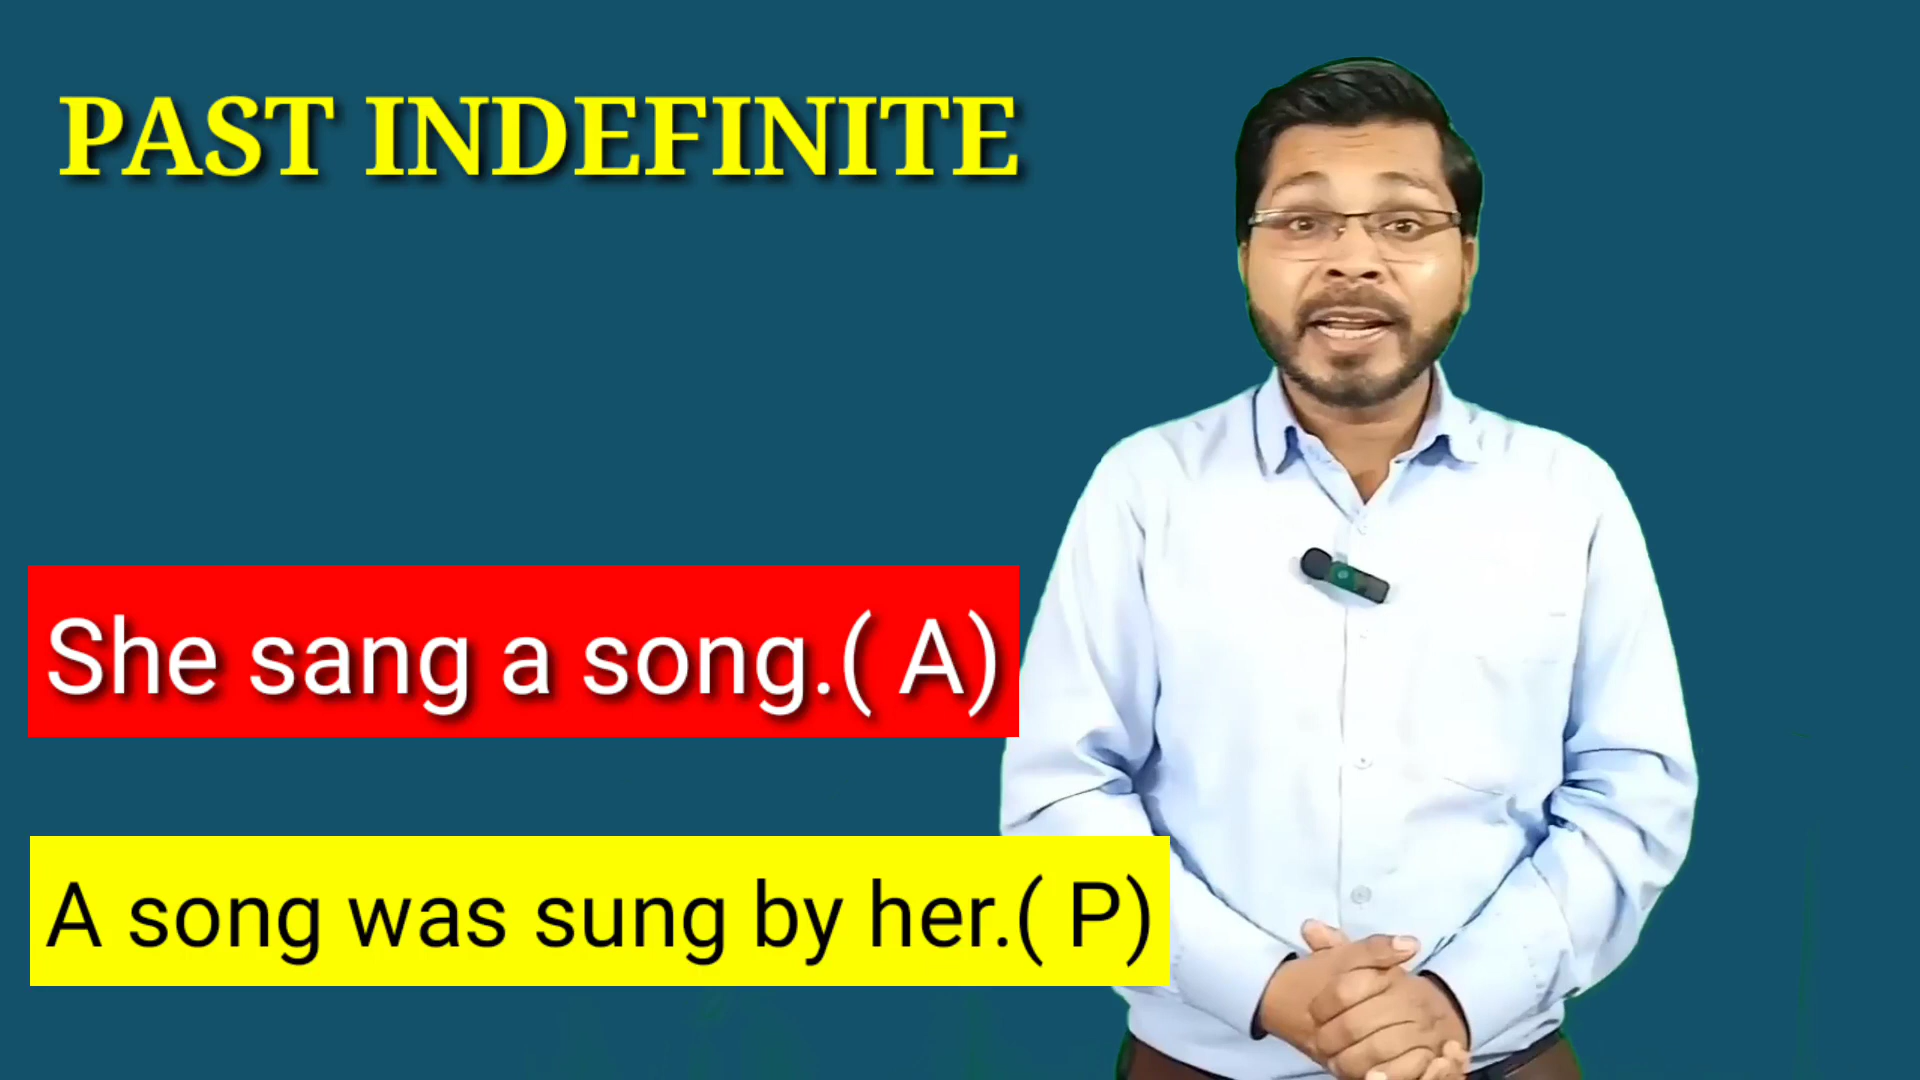 PAST INDEFINITE
She sang a song.( A)
A song was sung by her.( P)